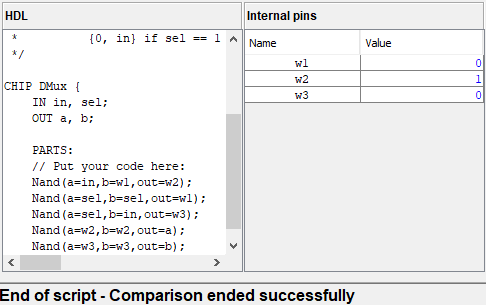 HDL
* {0, in} if sel == 1
*/
CHIP DMux {
IN in, sel;
OUT a, b;
PARTS:
// Put your code here:
Nand(a=in,b=w1,out=w2);
Nand(a=sel,b=sel,out=w1);
Nand(a=sel,b=in,out=w3);
Nand(a=w2,b=w2,out=a);
Nand(a=w3,b=w3,out=b);
Internal pins
Name Value
w1 0
w2 1
w3 0
End of script - Comparison ended successfully